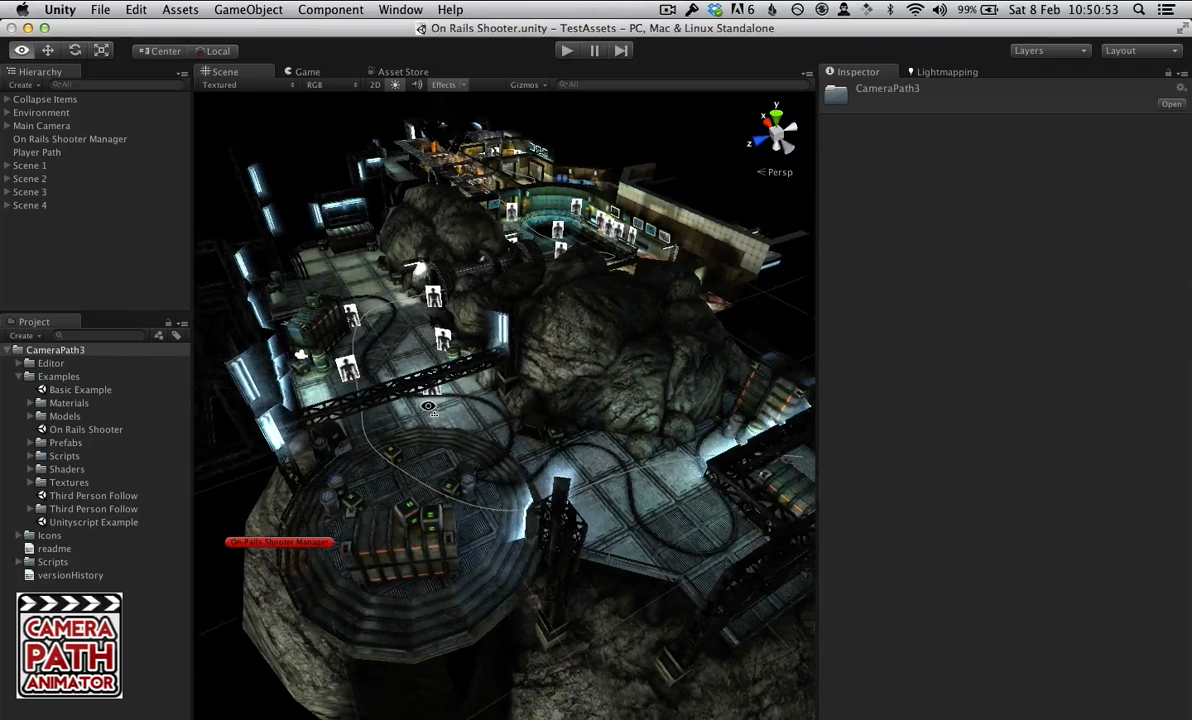 Unity File Edit Assets GameObject Component Window Help 6 99% Sat 8 Feb 10:50:53
On Rails Shooter.unity - TestAssets - PC, Mac & Linux Standalone
Center Local Layers Layout
Hierarchy
Create All
Collapse Items
Environment
Main Camera
On Rails Shooter Manager
Player Path
Scene 1
Scene 2
Scene 3
Scene 4
Project
Create
CameraPath3
Editor
Examples
Basic Example
Materials
Models
On Rails Shooter
Prefabs
Scripts
Shaders
Textures
Third Person Follow
Third Person Follow
Unityscript Example
Icons
readme
Scripts
versionHistory
CAMERA
PATH
ANIMATOR
Scene Game Asset Store
Textured RGB 2D Effects Gizmos All
y
x
z
Persp
On Rails Shooter Manager
Inspector Lightmapping
CameraPath3
Open